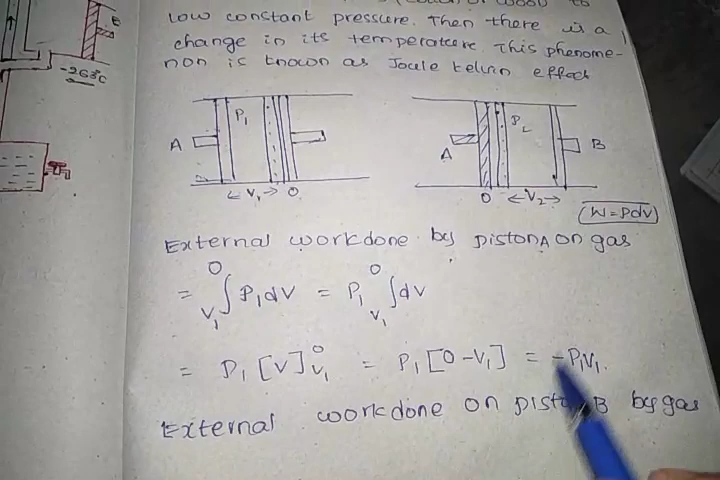 E
-263°C
low constant pressure. Then there is a
change in its temperature. This phenome-
non is known as Joule kelvin effect
P₁
A
← V₁ → O
P₂
A
B
O ← V₂ →
(W = Pdv)
External workdone by piston A on gas
= ᵥ₁∫⁰ P₁dv = P₁ ᵥ₁∫⁰ dv
= P₁ [V]ᵥ₁⁰ = P₁ [0 - V₁] = -P₁V₁.
External workdone on piston B by gas